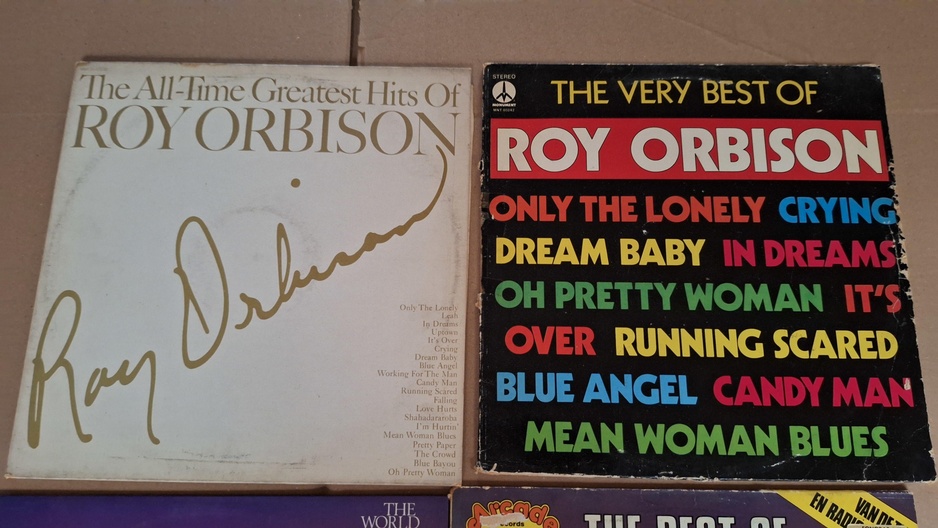 The All-Time Greatest Hits Of
ROY ORBISON
Roy Orbison
Only The Lonely
Leah
In Dreams
Uptown
It's Over
Crying
Dream Baby
Blue Angel
Working For The Man
Candy Man
Running Scared
Falling
Love Hurts
Shahadararoba
I'm Hurtin'
Mean Woman Blues
Pretty Paper
The Crowd
Blue Bayou
Oh Pretty Woman
STEREO
MONUMENT
THE VERY BEST OF
ROY ORBISON
ONLY THE LONELY CRYING
DREAM BABY IN DREAMS
OH PRETTY WOMAN IT'S
OVER RUNNING SCARED
BLUE ANGEL CANDY MAN
MEAN WOMAN BLUES
THE
WORLD
Arcade
THE BEST OF
VAN DE
EN RADIO